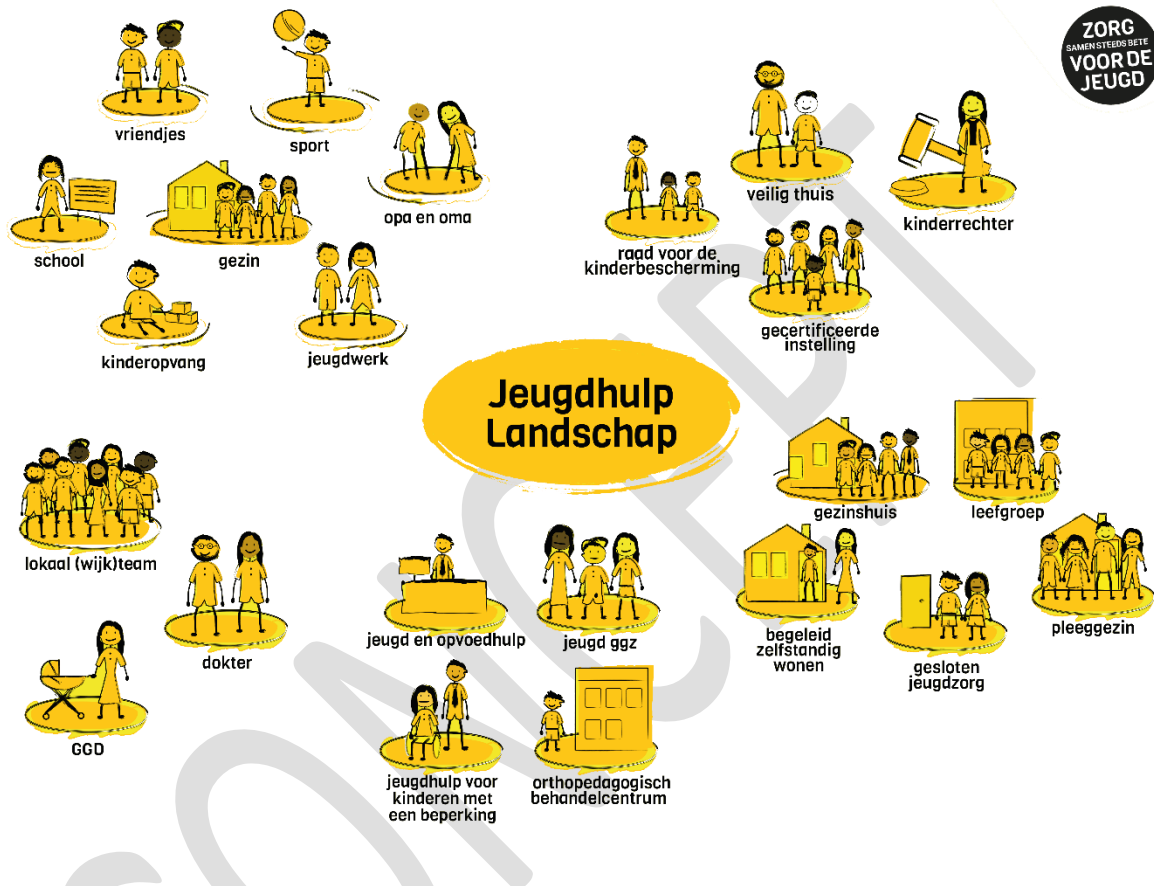 ZORG
SAMEN STEEDS BETE
VOOR DE
JEUGD
vriendjes
sport
opa en oma
school
gezin
kinderopvang
jeugdwerk
raad voor de
kinderbescherming
veilig thuis
kinderrechter
gecertificeerde
instelling
Jeugdhulp
Landschap
lokaal (wijk)team
dokter
GGD
jeugd en opvoedhulp
jeugd ggz
jeugdhulp voor
kinderen met
een beperking
orthopedagogisch
behandelcentrum
gezinshuis
leefgroep
begeleid
zelfstandig
wonen
gesloten
jeugdzorg
pleeggezin
CONCEPT